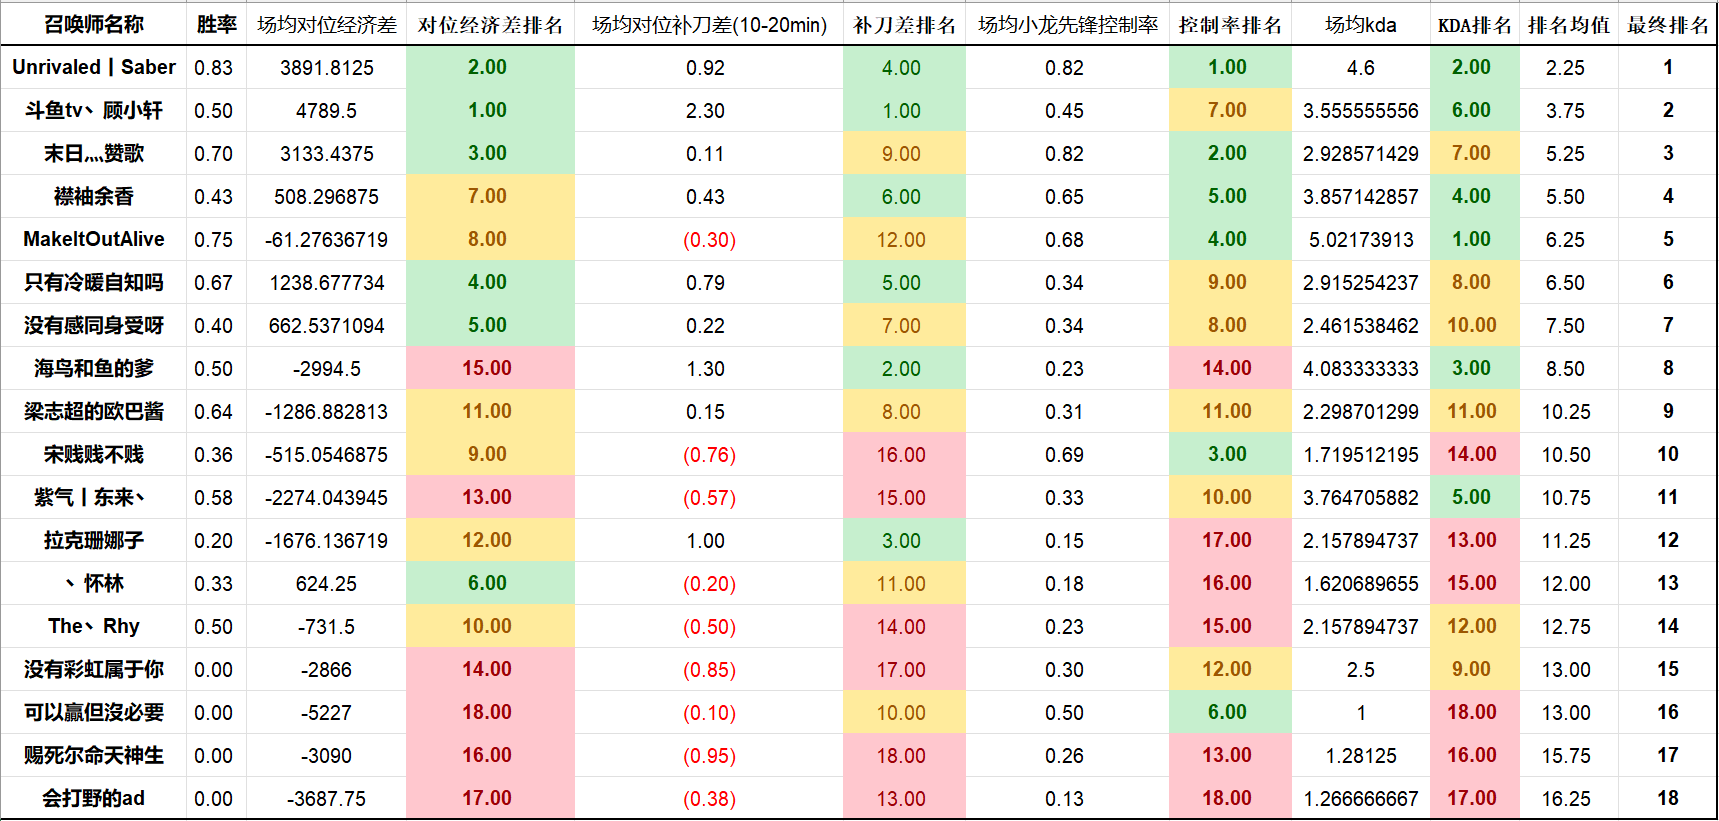 召唤师名称 胜率 场均对位经济差 对位经济差排名 场均对位补刀差(10-20min) 补刀差排名 场均小龙先锋控制率 控制率排名 场均kda KDA排名 排名均值 最终排名
Unrivaled丨Saber 0.83 3891.8125 2.00 0.92 4.00 0.82 1.00 4.6 2.00 2.25 1
斗鱼tv丶顾小轩 0.50 4789.5 1.00 2.30 1.00 0.45 7.00 3.555555556 6.00 3.75 2
末日灬赞歌 0.70 3133.4375 3.00 0.11 9.00 0.82 2.00 2.928571429 7.00 5.25 3
襟袖余香 0.43 508.296875 7.00 0.43 6.00 0.65 5.00 3.857142857 4.00 5.50 4
MakeItOutAlive 0.75 -61.27636719 8.00 (0.30) 12.00 0.68 4.00 5.02173913 1.00 6.25 5
只有冷暖自知吗 0.67 1238.677734 4.00 0.79 5.00 0.34 9.00 2.915254237 8.00 6.50 6
没有感同身受呀 0.40 662.5371094 5.00 0.22 7.00 0.34 8.00 2.461538462 10.00 7.50 7
海鸟和鱼的爹 0.50 -2994.5 15.00 1.30 2.00 0.23 14.00 4.083333333 3.00 8.50 8
梁志超的欧巴酱 0.64 -1286.882813 11.00 0.15 8.00 0.31 11.00 2.298701299 11.00 10.25 9
宋贱贱不贱 0.36 -515.0546875 9.00 (0.76) 16.00 0.69 3.00 1.719512195 14.00 10.50 10
紫气丨东来丶 0.58 -2274.043945 13.00 (0.57) 15.00 0.33 10.00 3.764705882 5.00 10.75 11
拉克珊娜子 0.20 -1676.136719 12.00 1.00 3.00 0.15 17.00 2.157894737 13.00 11.25 12
丶怀林 0.33 624.25 6.00 (0.20) 11.00 0.18 16.00 1.620689655 15.00 12.00 13
The丶Rhy 0.50 -731.5 10.00 (0.50) 14.00 0.23 15.00 2.157894737 12.00 12.75 14
没有彩虹属于你 0.00 -2866 14.00 (0.85) 17.00 0.30 12.00 2.5 9.00 13.00 15
可以贏但沒必要 0.00 -5227 18.00 (0.10) 10.00 0.50 6.00 1 18.00 13.00 16
赐死尔命天神生 0.00 -3090 16.00 (0.95) 18.00 0.26 13.00 1.28125 16.00 15.75 17
会打野的ad 0.00 -3687.75 17.00 (0.38) 13.00 0.13 18.00 1.266666667 17.00 16.25 18